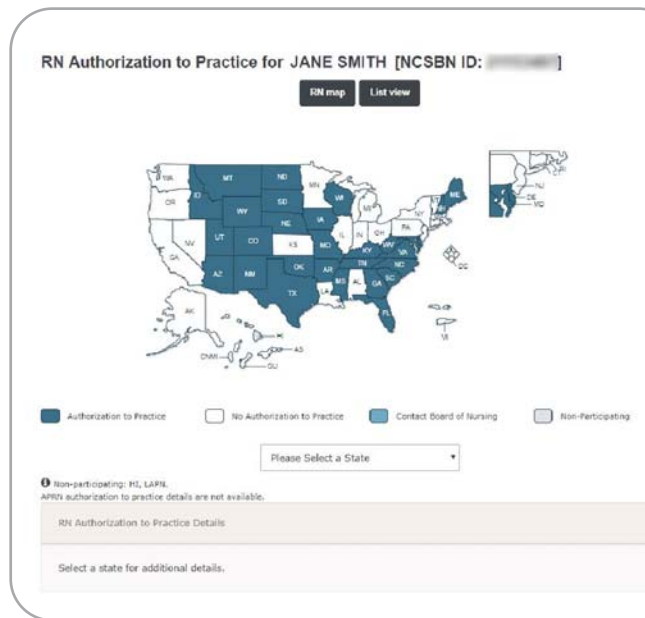 RN Authorization to Practice for JANE SMITH [NCSBN ID: ]
RN map List view
WA MT ND MN ME
OR ID SD WI MI NY
WY
NE IA PA
NV UT CO IL IN OH
CA KS MO KY WV VA
AZ NM OK AR TN NC
SC
TX LA MS AL GA
FL
AK
HI
CNMI AS
GU
RI
CT
NJ
DE
MD
DC
VI
Authorization to Practice No Authorization to Practice Contact Board of Nursing Non-Participating
Please Select a State
Non-participating: HI, LAPN.
APRN authorization to practice details are not available.
RN Authorization to Practice Details
Select a state for additional details.